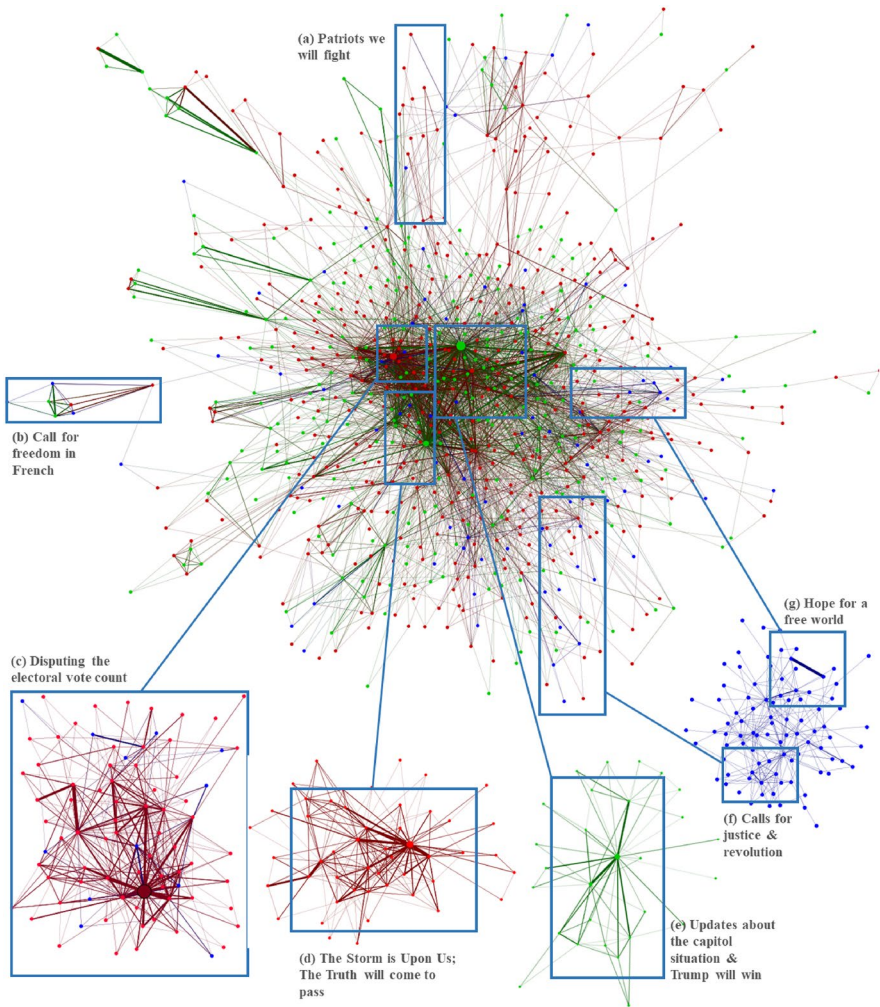 (a) Patriots we
will fight
(b) Call for
freedom in
French
(g) Hope for a
free world
(c) Disputing the
electoral vote count
(f) Calls for
justice &
revolution
(e) Updates about
the capitol
situation &
Trump will win
(d) The Storm is Upon Us;
The Truth will come to
pass